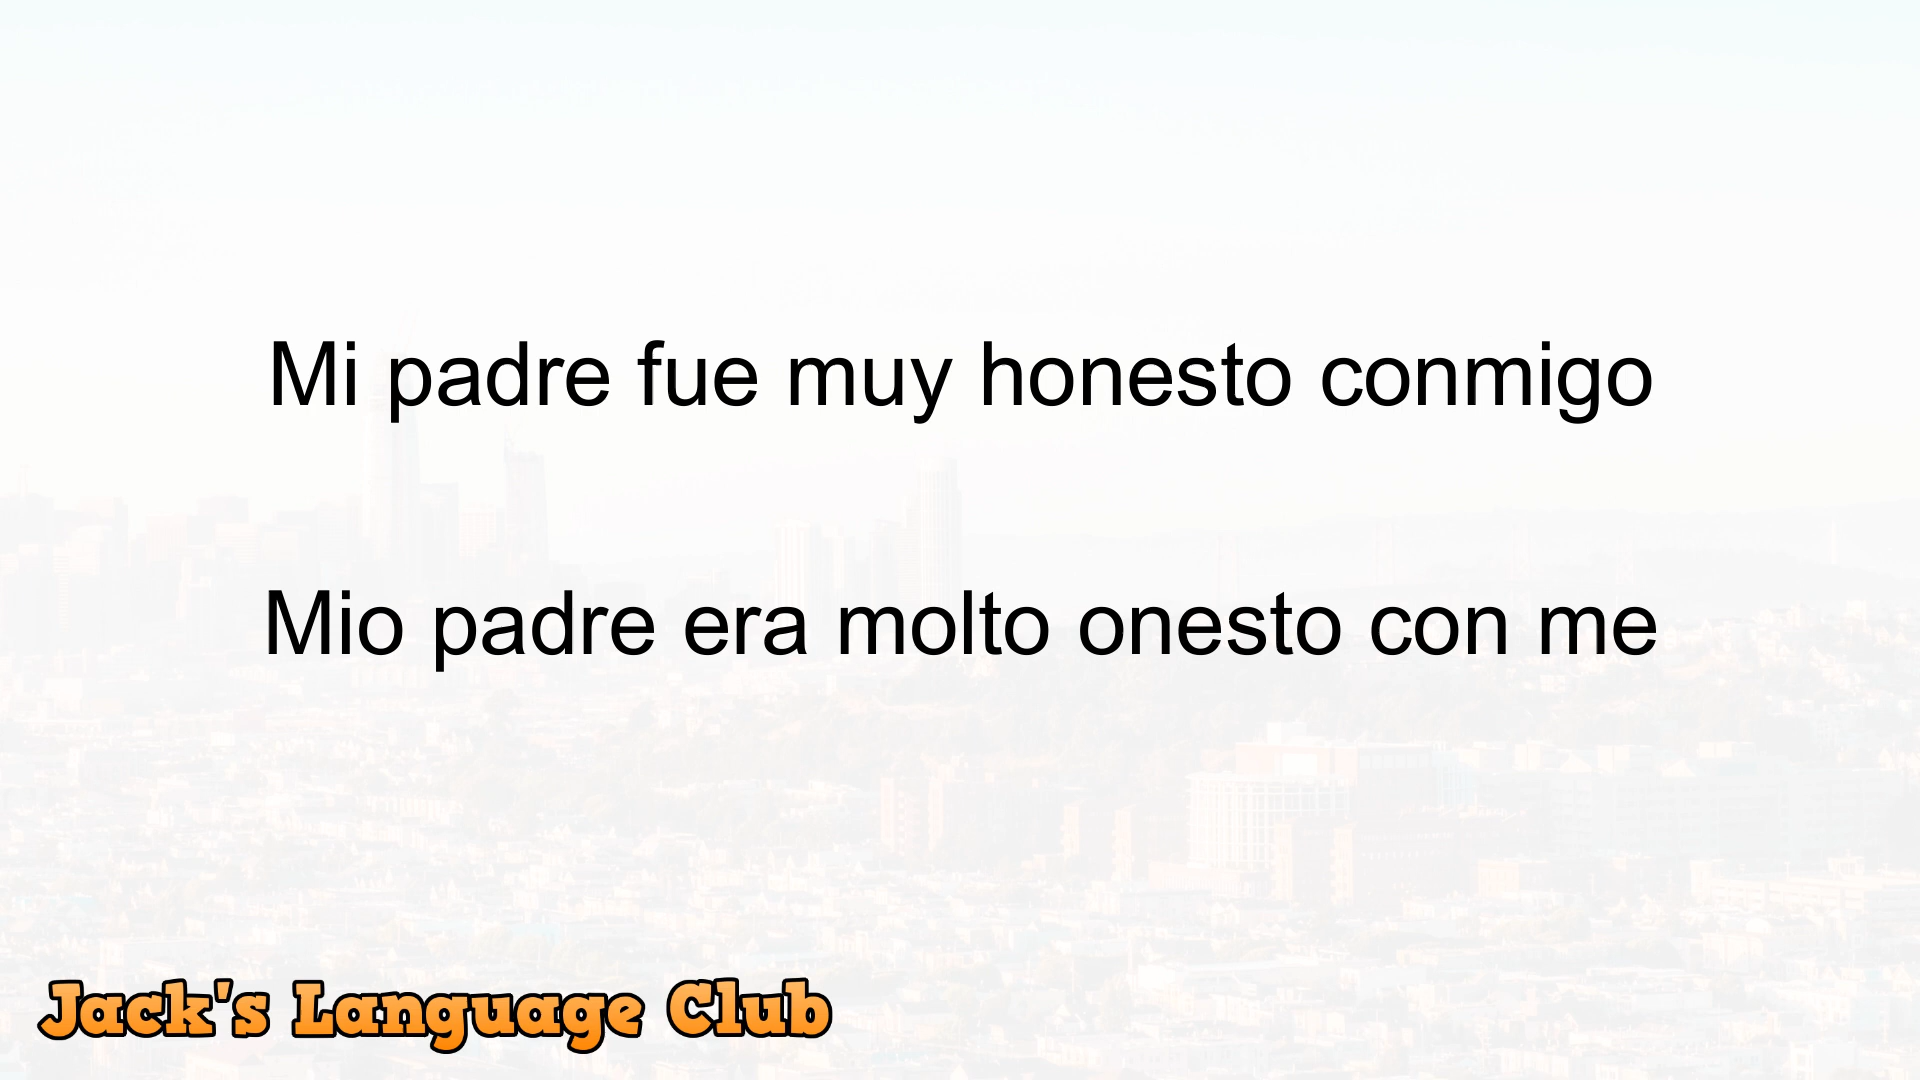 Mi padre fue muy honesto conmigo
Mio padre era molto onesto con me
Jack's Language Club